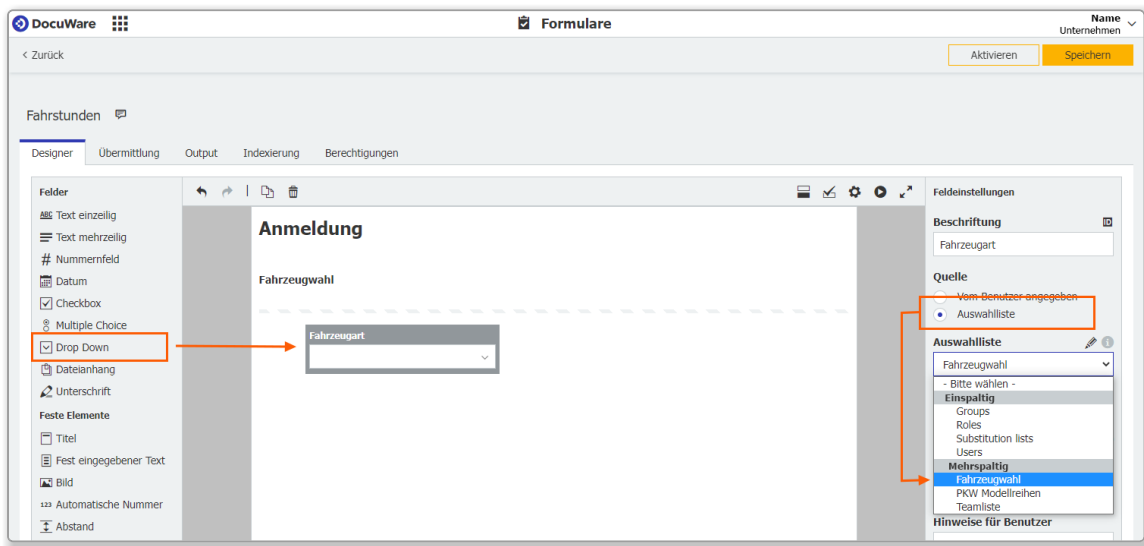 DocuWare
Formulare
Name
Unternehmen
< Zurück
Aktivieren
Speichern
Fahrstunden
Designer
Übermittlung
Output
Indexierung
Berechtigungen
Felder
ABC Text einzeilig
Text mehrzeilig
# Nummernfeld
Datum
Checkbox
Multiple Choice
Drop Down
Dateianhang
Unterschrift
Feste Elemente
Titel
Fest eingegebener Text
Bild
123 Automatische Nummer
Abstand
Anmeldung
Fahrzeugwahl
Fahrzeugart
Feldeinstellungen
Beschriftung
ID
Fahrzeugart
Quelle
Vom Benutzer angegeben
Auswahlliste
Auswahlliste
Fahrzeugwahl
- Bitte wählen -
Einspaltig
Groups
Roles
Substitution lists
Users
Mehrspaltig
Fahrzeugwahl
PKW Modellreihen
Teamliste
Hinweise für Benutzer